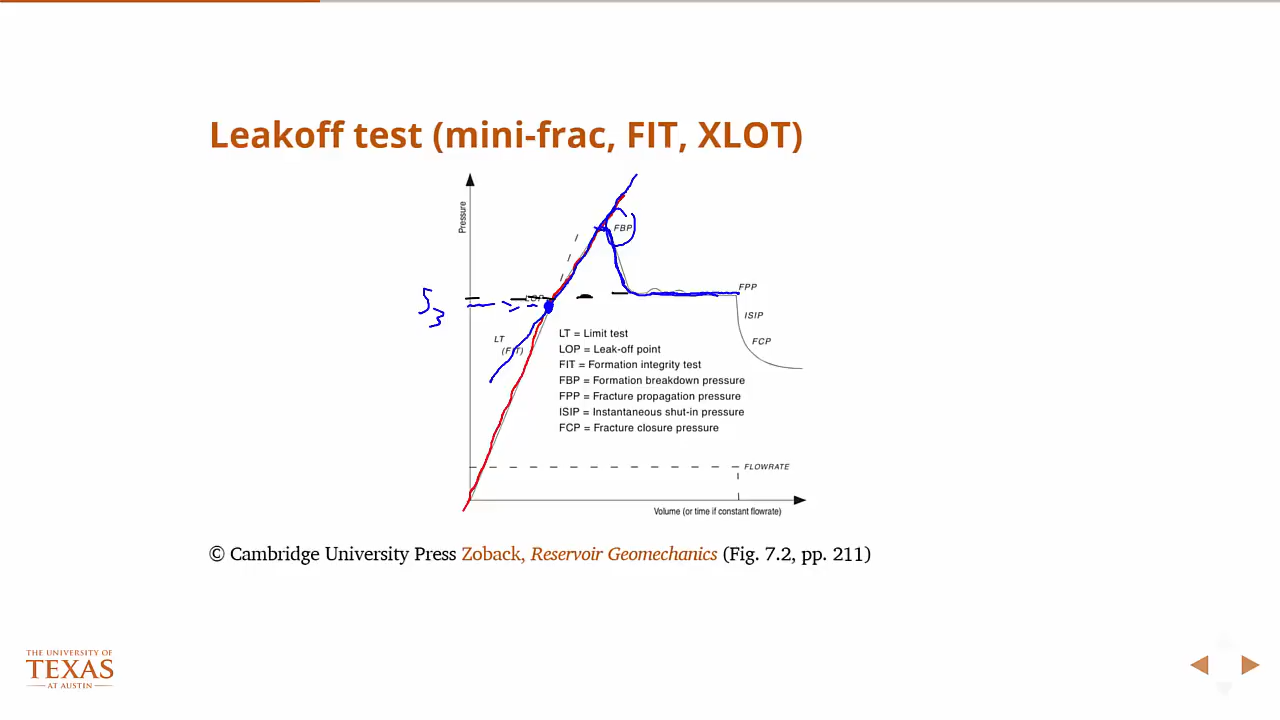 Leakoff test (mini-frac, FIT, XLOT)
Pressure
FBP
LOP
S3
FPP
ISIP
LT
(FIT)
FCP
LT = Limit test
LOP = Leak-off point
FIT = Formation integrity test
FBP = Formation breakdown pressure
FPP = Fracture propagation pressure
ISIP = Instantaneous shut-in pressure
FCP = Fracture closure pressure
FLOWRATE
Volume (or time if constant flowrate)
© Cambridge University Press Zoback, Reservoir Geomechanics (Fig. 7.2, pp. 211)
THE UNIVERSITY OF
TEXAS
AT AUSTIN